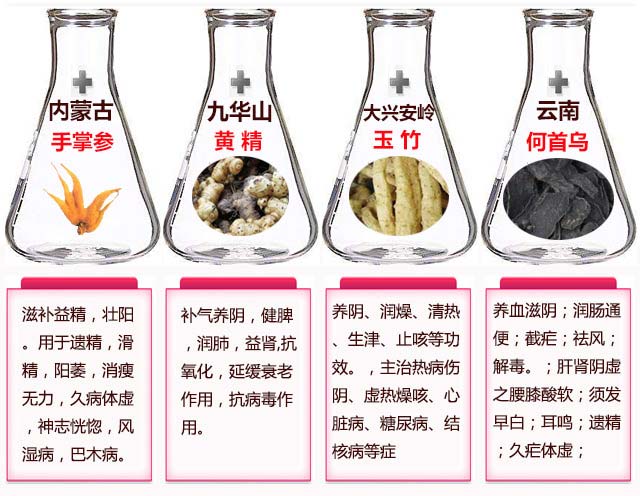 内蒙古
手掌参
九华山
黄精
大兴安岭
玉竹
云南
何首乌
滋补益精，壮阳
。用于遗精，滑
精，阳萎，消瘦
无力，久病体虚
，神志恍惚，风
湿病，巴木病。
补气养阴，健脾
，润肺，益肾,抗
氧化，延缓衰老
作用，抗病毒作
用。
养阴、润燥、清热
、生津、止咳等功
效。，主治热病伤
阴、虚热燥咳、心
脏病、糖尿病、结
核病等症
养血滋阴；润肠通
便；截疟；祛风；
解毒。；肝肾阴虚
之腰膝酸软；须发
早白；耳鸣；遗精
；久疟体虚；